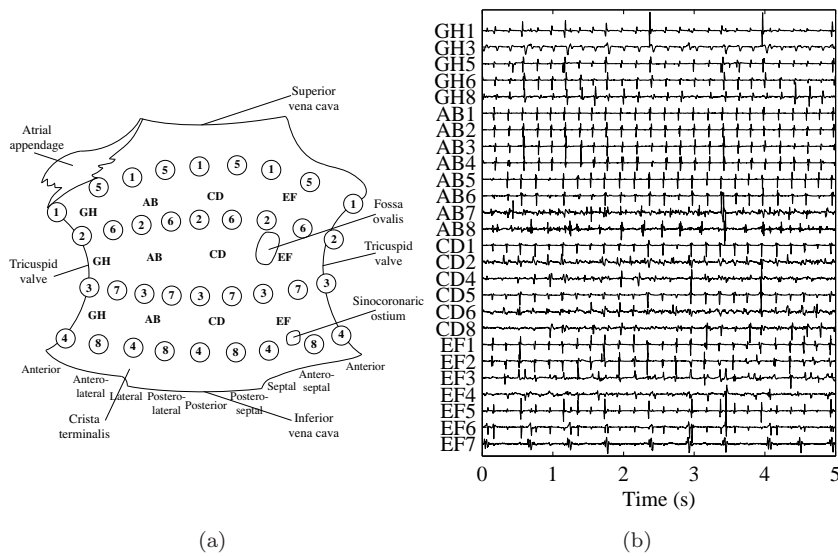 Superior
vena cava
Atrial
appendage
1 5 1
5 1 5 1 5
1 GH AB CD EF 1
Fossa
ovalis
2 6 2 6 2 6 2 6 2
Tricuspid
valve
GH AB CD EF
Tricuspid
valve
3 7 3 7 3 7 3 7 3
GH AB CD EF
Sinocoronaric
ostium
4 8 4 8 4 8 4 8 4
Anterior
Antero-
lateral
Lateral
Postero-
lateral
Posterior
Postero-
septal
Septal
Antero-
septal
Anterior
Crista
terminalis
Inferior
vena cava
(a)
GH1
GH3
GH5
GH6
GH8
AB1
AB2
AB3
AB4
AB5
AB6
AB7
AB8
CD1
CD2
CD4
CD5
CD6
CD8
EF1
EF2
EF3
EF4
EF5
EF6
EF7
0 1 2 3 4 5
Time (s)
(b)